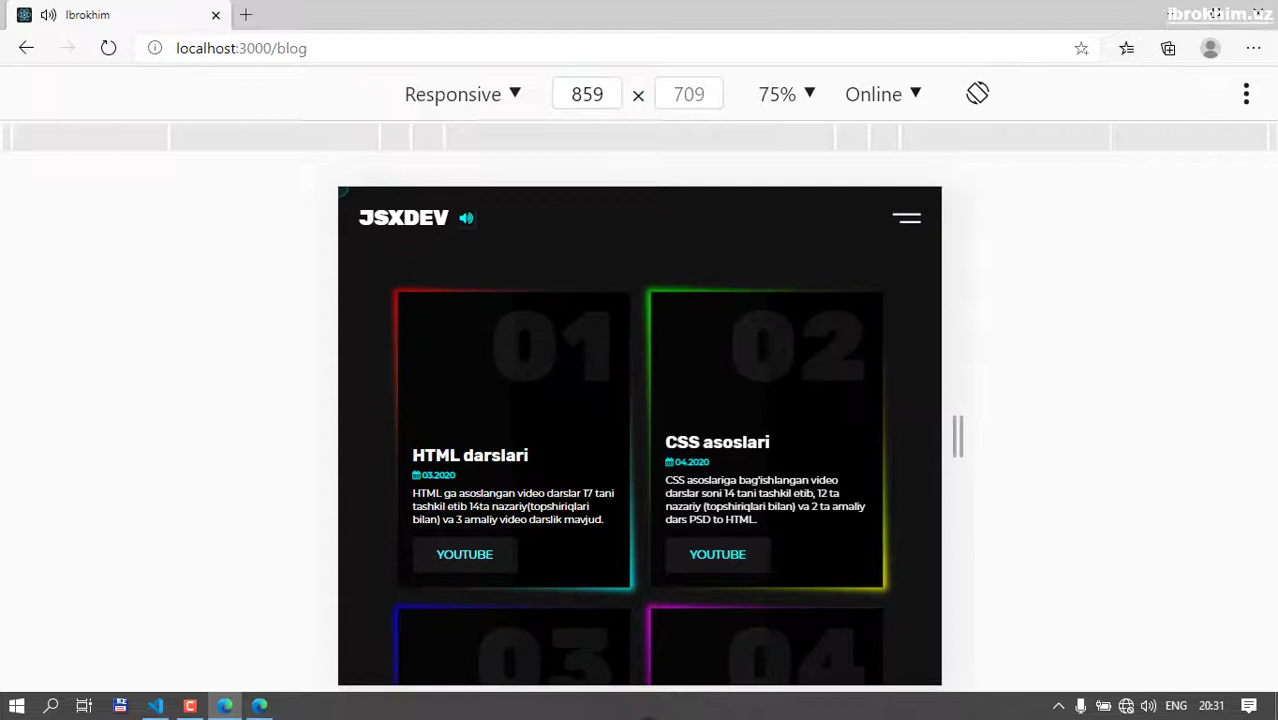 Ibrokhim
ibrokhim.uz
localhost:3000/blog
Responsive 859 × 709 75% Online
JSXDEV
01
HTML darslari
03.2020
HTML ga asoslangan video darslar 17 tani
tashkil etib 14ta nazariy(topshiriqlari
bilan) va 3 amaliy video darslik mavjud.
YOUTUBE
02
CSS asoslari
04.2020
CSS asoslariga bag'ishlangan video
darslar soni 14 tani tashkil etib, 12 ta
nazariy (topshiriqlari bilan) va 2 ta amaliy
dars PSD to HTML.
YOUTUBE
03
04
ENG 20:31